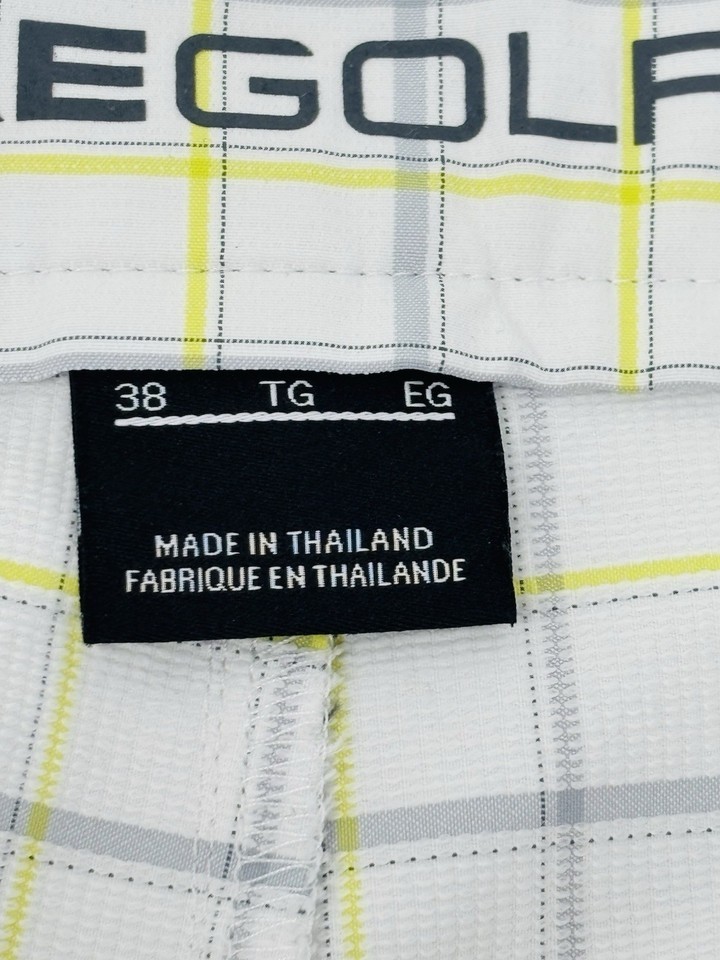 EGOLF
38 TG EG
MADE IN THAILAND
FABRIQUE EN THAILANDE